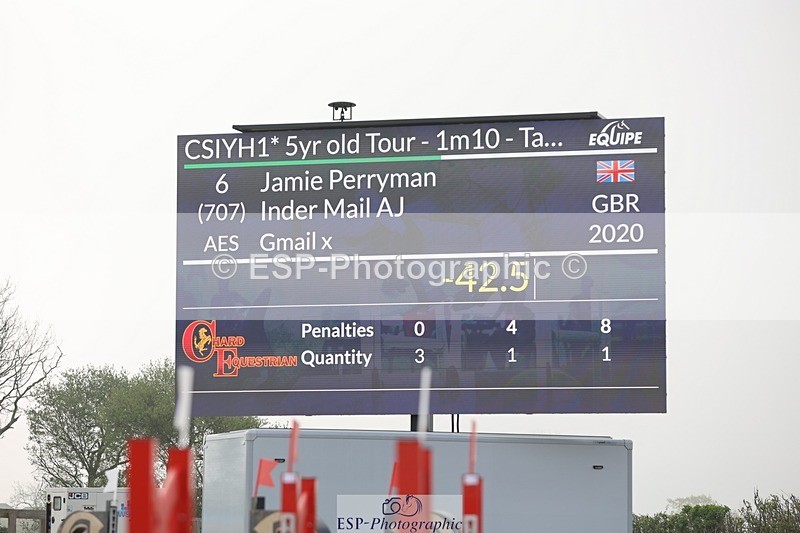 CSIYH1* 5yr old Tour - 1m10 - Ta... EQUIPE
6 Jamie Perryman
(707) Inder Mail AJ GBR
AES Gmail x 2020
© ESP-Photographic ©
-42.5
CHARD EQUESTRIAN
Penalties 0 4 8
Quantity 3 1 1
JCB
ESP-Photographic